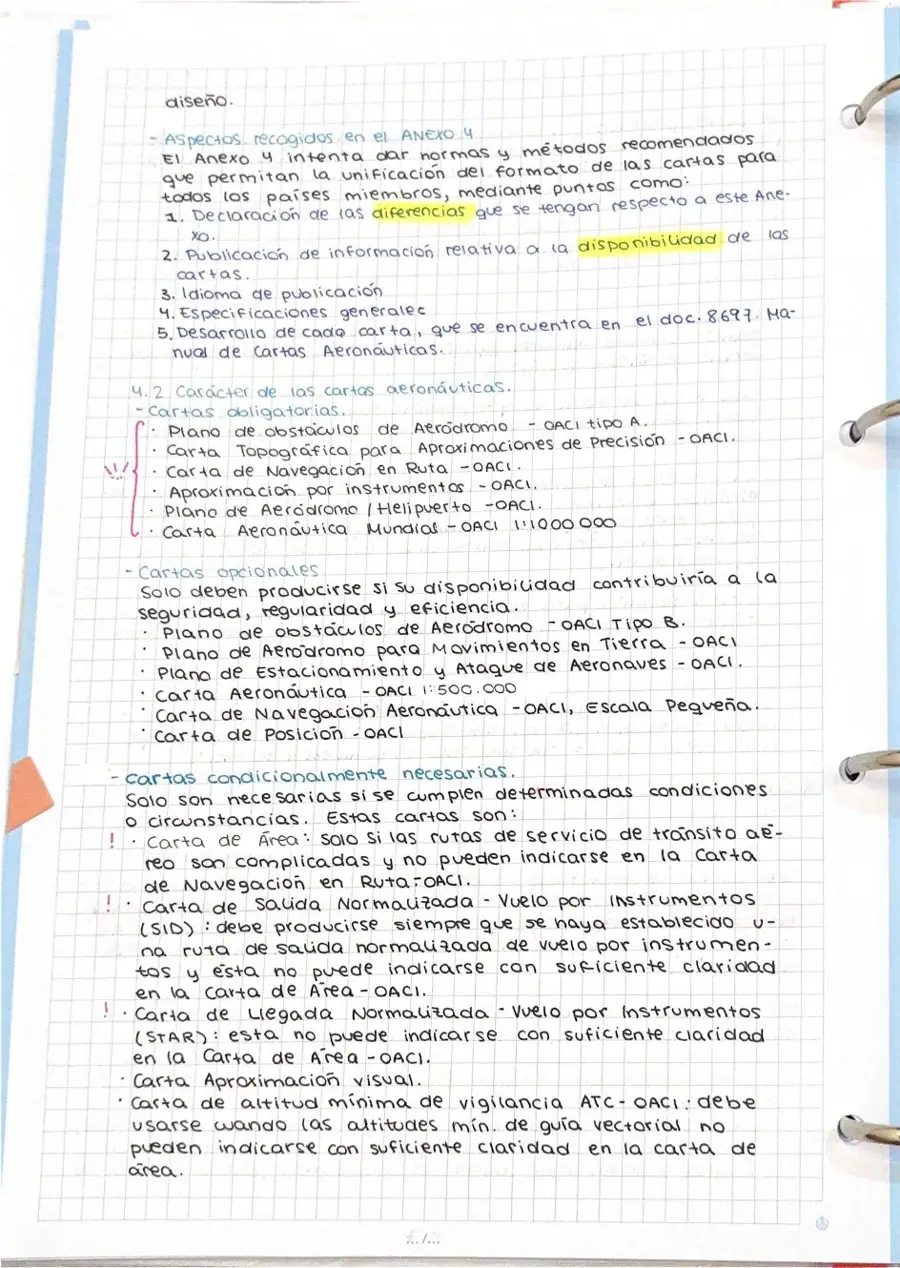 diseño.
- Aspectos recogidos en el ANEXO 4.
El Anexo 4 intenta dar normas y métodos recomendados
que permitan la unificación del formato de las cartas para
todos los países miembros, mediante puntos como:
1. Declaración de las diferencias que se tengan respecto a este Ane-
xo.
2. Publicación de información relativa a la disponibilidad de las
cartas.
3. Idioma de publicación
4. Especificaciones generales
5. Desarrollo de cada carta, que se encuentra en el doc. 8697. Ma-
nual de Cartas Aeronáuticas.
4.2 Carácter de las cartas aeronáuticas.
- Cartas obligatorias.
· Plano de obstáculos de Aeródromo - OACI tipo A.
· Carta Topográfica para Aproximaciones de Precisión - OACI.
\!/ · Carta de Navegación en Ruta - OACI.
· Aproximación por instrumentos - OACI.
· Plano de Aeródromo / Helipuerto - OACI.
· Carta Aeronáutica Mundial - OACI 1:1000 000
- Cartas opcionales
Solo deben producirse si su disponibilidad contribuiría a la
seguridad, regularidad y eficiencia.
· Plano de obstáculos de Aeródromo - OACI Tipo B.
· Plano de Aeródromo para Movimientos en Tierra - OACI
· Plano de Estacionamiento y Ataque de Aeronaves - OACI.
· Carta Aeronáutica - OACI 1:500.000
· Carta de Navegación Aeronáutica - OACI, Escala Pequeña.
· Carta de Posición - OACI
- Cartas condicionalmente necesarias.
Solo son necesarias si se cumplen determinadas condiciones
o circunstancias. Estas cartas son:
! · Carta de Área: solo si las rutas de servicio de tránsito aé-
reo son complicadas y no pueden indicarse en la Carta
de Navegación en Ruta-OACI.
! · Carta de Salida Normalizada - Vuelo por Instrumentos
(SID): debe producirse siempre que se haya establecido u-
na ruta de salida normalizada de vuelo por instrumen-
tos y ésta no puede indicarse con suficiente claridad
en la Carta de Área - OACI.
! · Carta de Llegada Normalizada - Vuelo por Instrumentos
(STAR): esta no puede indicarse con suficiente claridad
en la Carta de Área - OACI.
· Carta Aproximación visual.
· Carta de altitud mínima de vigilancia ATC - OACI: debe
usarse cuando las altitudes mín. de guía vectorial no
pueden indicarse con suficiente claridad en la carta de
área.